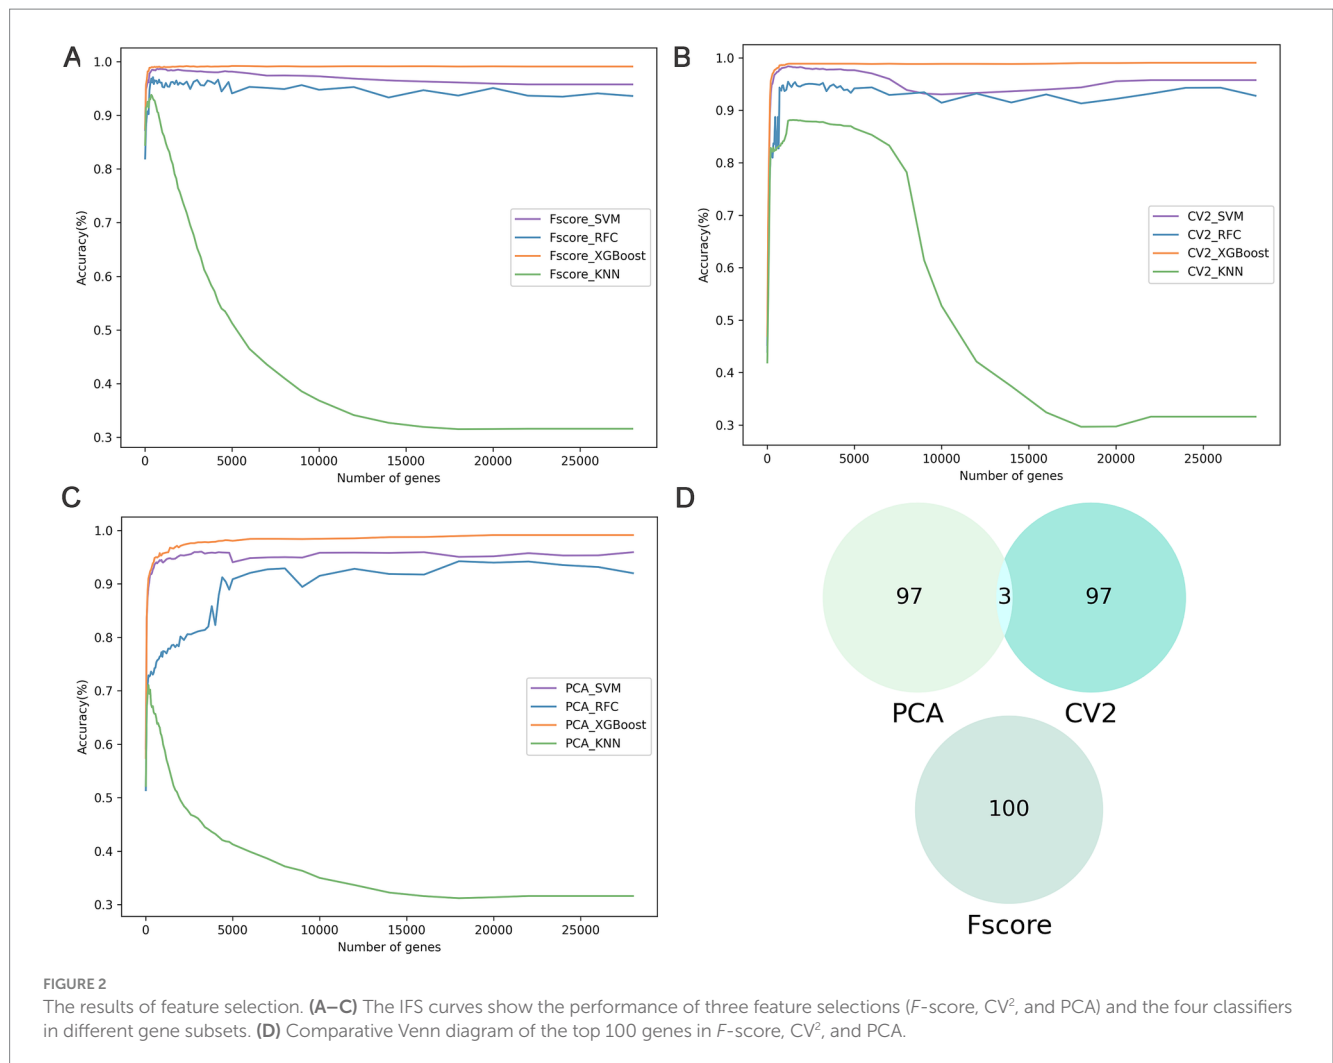 A
1.0
0.9
0.8
0.7
0.6
0.5
0.4
0.3
Accuracy(%)
Fscore_SVM
Fscore_RFC
Fscore_XGBoost
Fscore_KNN
0 5000 10000 15000 20000 25000
Number of genes
B
1.0
0.9
0.8
0.7
0.6
0.5
0.4
0.3
Accuracy(%)
CV2_SVM
CV2_RFC
CV2_XGBoost
CV2_KNN
0 5000 10000 15000 20000 25000
Number of genes
C
1.0
0.9
0.8
0.7
0.6
0.5
0.4
0.3
Accuracy(%)
PCA_SVM
PCA_RFC
PCA_XGBoost
PCA_KNN
0 5000 10000 15000 20000 25000
Number of genes
D
97 3 97
PCA CV2
100
Fscore
FIGURE 2
The results of feature selection. (A–C) The IFS curves show the performance of three feature selections (F-score, CV², and PCA) and the four classifiers
in different gene subsets. (D) Comparative Venn diagram of the top 100 genes in F-score, CV², and PCA.